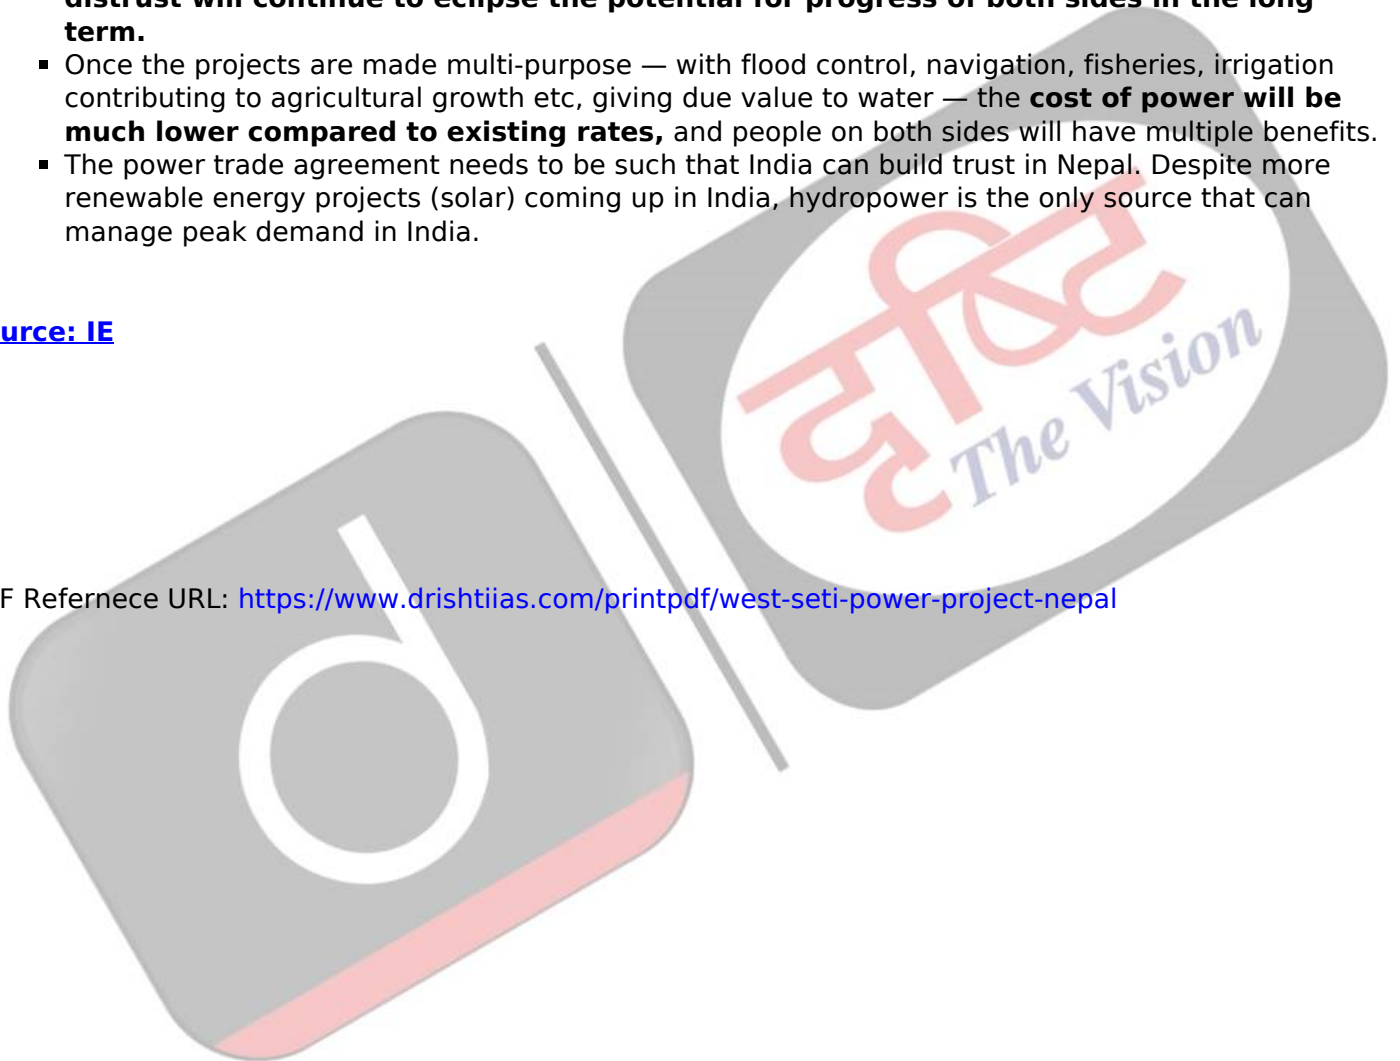 distrust will continue to eclipse the potential for progress of both sides in the long
term.
▪ Once the projects are made multi-purpose — with flood control, navigation, fisheries, irrigation
contributing to agricultural growth etc, giving due value to water — the cost of power will be
much lower compared to existing rates, and people on both sides will have multiple benefits.
▪ The power trade agreement needs to be such that India can build trust in Nepal. Despite more
renewable energy projects (solar) coming up in India, hydropower is the only source that can
manage peak demand in India.
urce: IE
दृष्टि
The Vision
d
F Refernece URL: https://www.drishtiias.com/printpdf/west-seti-power-project-nepal